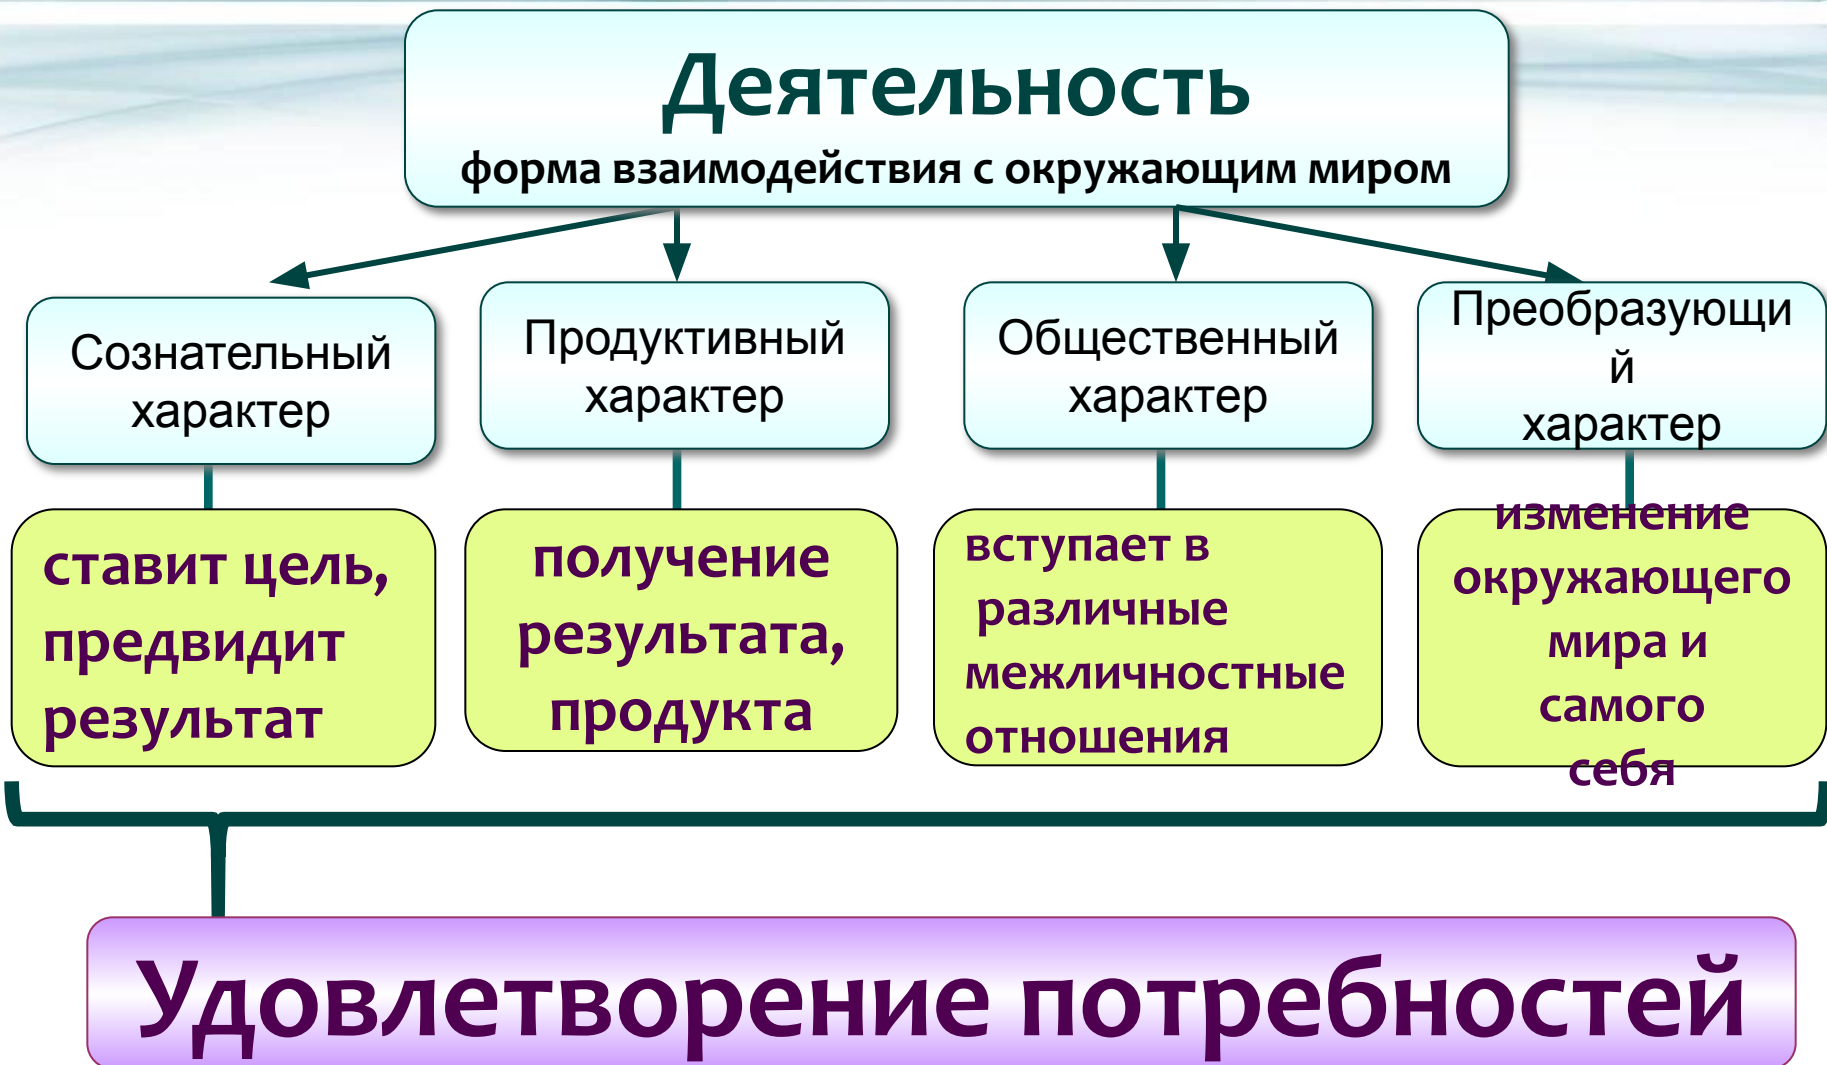 Деятельность
форма взаимодействия с окружающим миром
Сознательный
характер
Продуктивный
характер
Общественный
характер
Преобразующи
й
характер
ставит цель,
предвидит
результат
получение
результата,
продукта
вступает в
различные
межличностные
отношения
изменение
окружающего
мира и
самого
себя
Удовлетворение потребностей